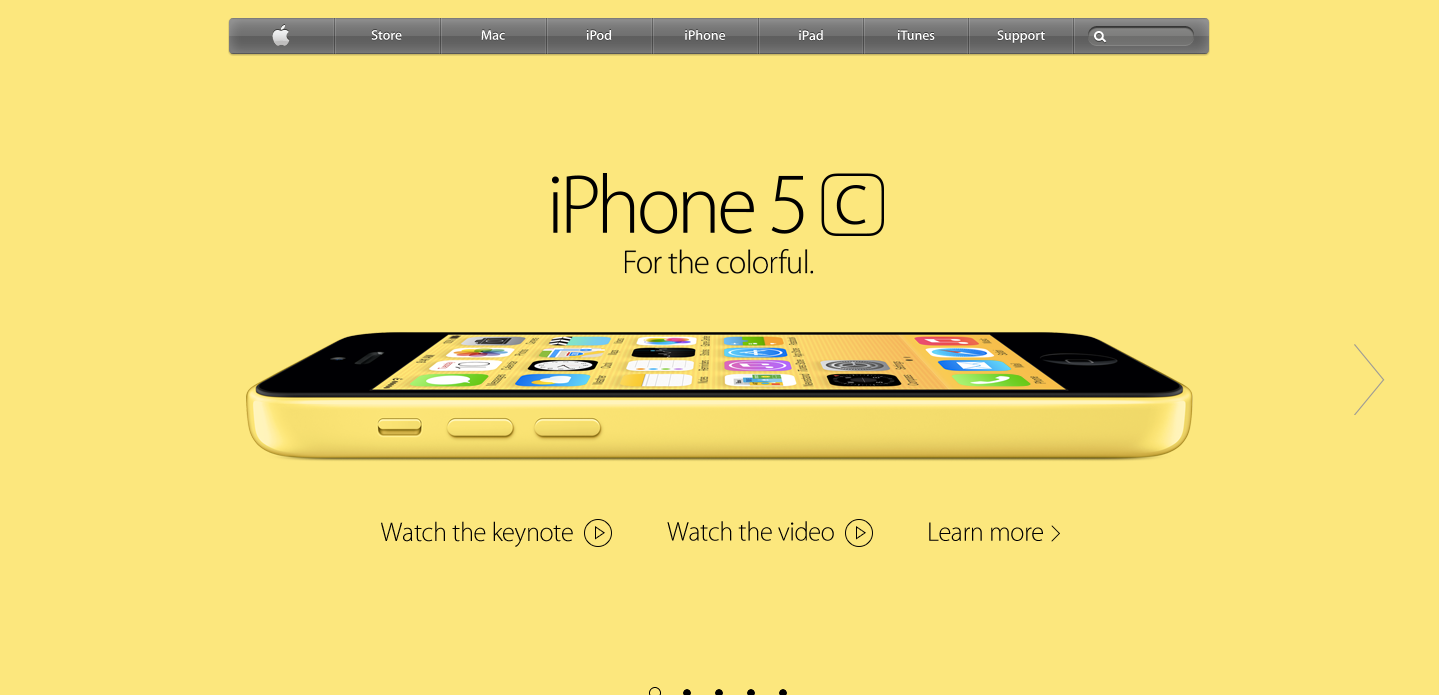 Store Mac iPod iPhone iPad iTunes Support
iPhone 5 C
For the colorful.
Watch the keynote Watch the video Learn more